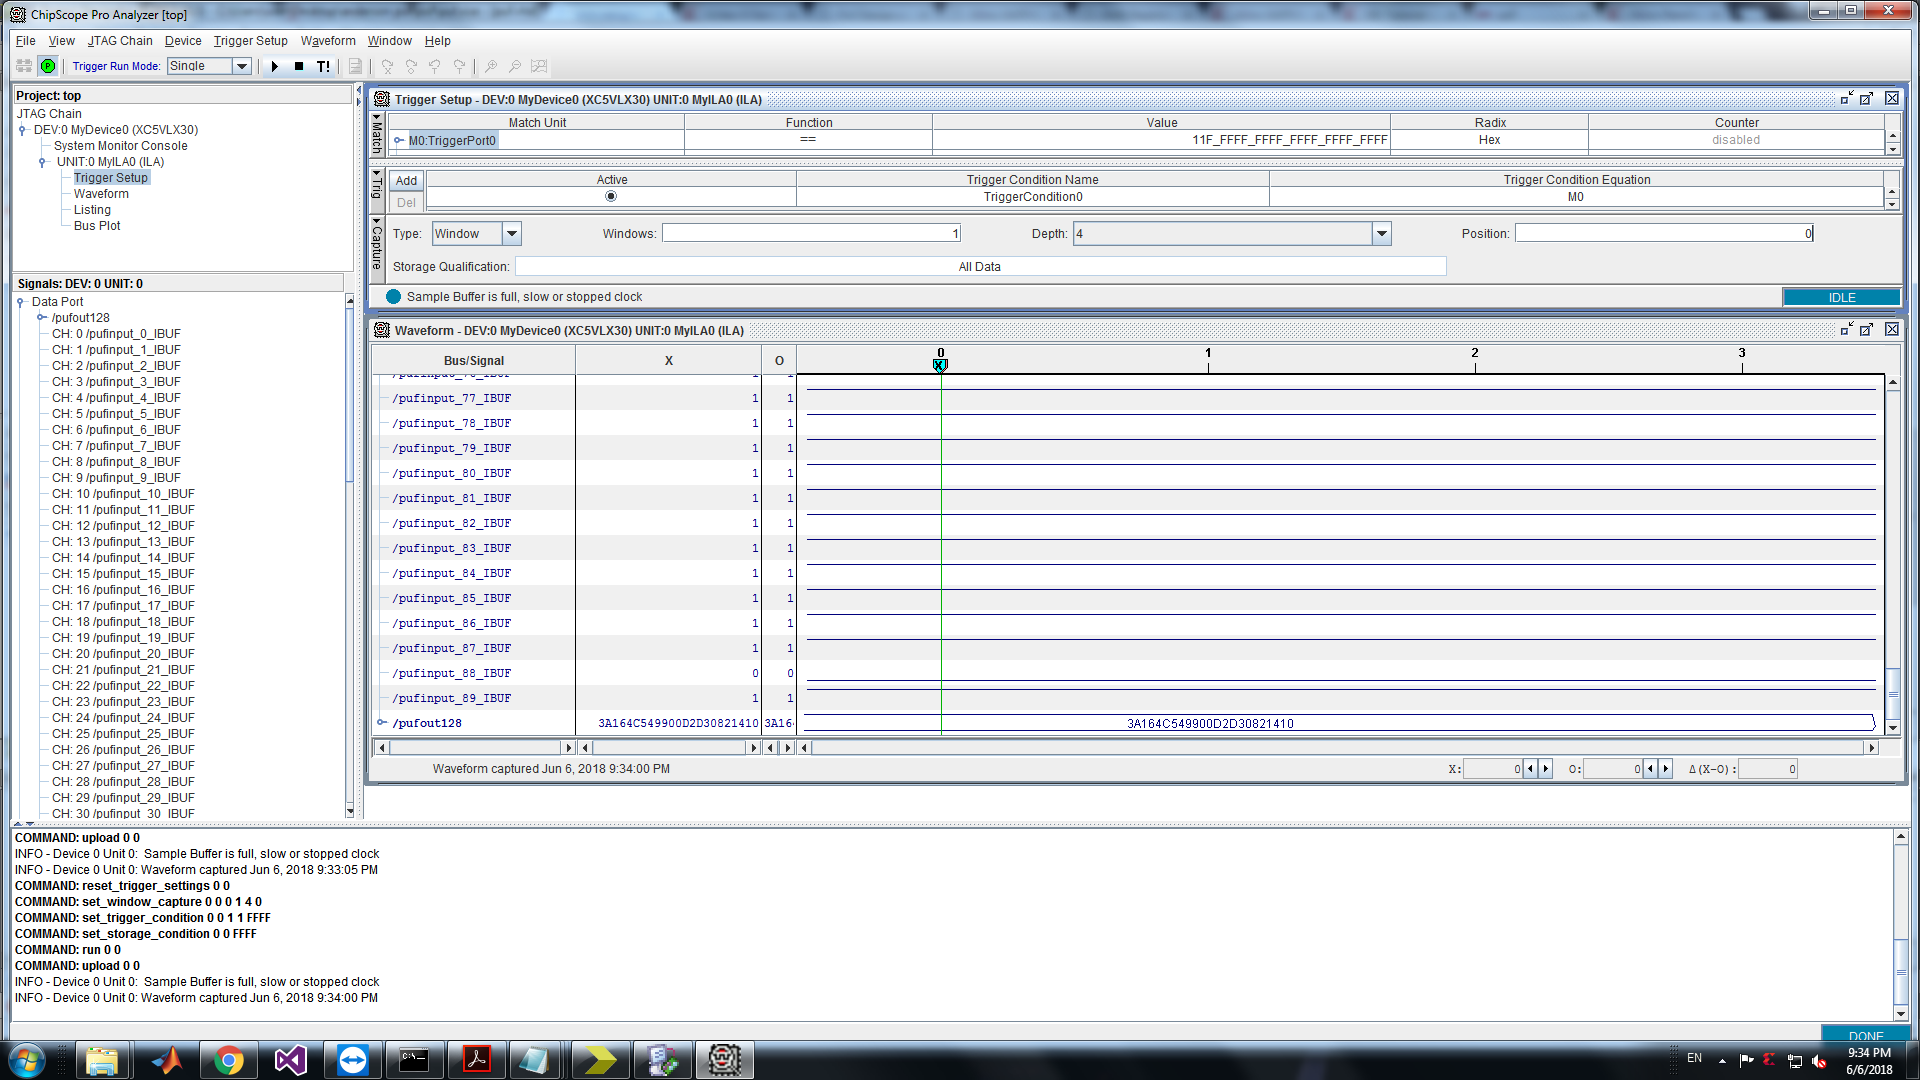 ChipScope Pro Analyzer [top]
File View JTAG Chain Device Trigger Setup Waveform Window Help
Trigger Run Mode: Single T!
Project: top
JTAG Chain
DEV:0 MyDevice0 (XC5VLX30)
System Monitor Console
UNIT:0 MyILA0 (ILA)
Trigger Setup
Waveform
Listing
Bus Plot
Signals: DEV: 0 UNIT: 0
Data Port
/pufout128
CH: 0 /pufinput_0_IBUF
CH: 1 /pufinput_1_IBUF
CH: 2 /pufinput_2_IBUF
CH: 3 /pufinput_3_IBUF
CH: 4 /pufinput_4_IBUF
CH: 5 /pufinput_5_IBUF
CH: 6 /pufinput_6_IBUF
CH: 7 /pufinput_7_IBUF
CH: 8 /pufinput_8_IBUF
CH: 9 /pufinput_9_IBUF
CH: 10 /pufinput_10_IBUF
CH: 11 /pufinput_11_IBUF
CH: 12 /pufinput_12_IBUF
CH: 13 /pufinput_13_IBUF
CH: 14 /pufinput_14_IBUF
CH: 15 /pufinput_15_IBUF
CH: 16 /pufinput_16_IBUF
CH: 17 /pufinput_17_IBUF
CH: 18 /pufinput_18_IBUF
CH: 19 /pufinput_19_IBUF
CH: 20 /pufinput_20_IBUF
CH: 21 /pufinput_21_IBUF
CH: 22 /pufinput_22_IBUF
CH: 23 /pufinput_23_IBUF
CH: 24 /pufinput_24_IBUF
CH: 25 /pufinput_25_IBUF
CH: 26 /pufinput_26_IBUF
CH: 27 /pufinput_27_IBUF
CH: 28 /pufinput_28_IBUF
CH: 29 /pufinput_29_IBUF
CH: 30 /pufinput_30_IBUF
Trigger Setup - DEV:0 MyDevice0 (XC5VLX30) UNIT:0 MyILA0 (ILA)
Match
Match Unit Function Value Radix Counter
M0:TriggerPort0 == 11F_FFFF_FFFF_FFFF_FFFF_FFFF Hex disabled
Trig
Add Active Trigger Condition Name Trigger Condition Equation
Del TriggerCondition0 M0
Capture
Type: Window Windows: 1 Depth: 4 Position: 0
Storage Qualification: All Data
Sample Buffer is full, slow or stopped clock IDLE
Waveform - DEV:0 MyDevice0 (XC5VLX30) UNIT:0 MyILA0 (ILA)
Bus/Signal X O 0 1 2 3
X
/pufinput_76_IBUF 1 1
/pufinput_77_IBUF 1 1
/pufinput_78_IBUF 1 1
/pufinput_79_IBUF 1 1
/pufinput_80_IBUF 1 1
/pufinput_81_IBUF 1 1
/pufinput_82_IBUF 1 1
/pufinput_83_IBUF 1 1
/pufinput_84_IBUF 1 1
/pufinput_85_IBUF 1 1
/pufinput_86_IBUF 1 1
/pufinput_87_IBUF 1 1
/pufinput_88_IBUF 0 0
/pufinput_89_IBUF 1 1
/pufout128 3A164C549900D2D30821410 3A16 3A164C549900D2D30821410
Waveform captured Jun 6, 2018 9:34:00 PM X: 0 O: 0 Δ(X-O): 0
COMMAND: upload 0 0
INFO - Device 0 Unit 0: Sample Buffer is full, slow or stopped clock
INFO - Device 0 Unit 0: Waveform captured Jun 6, 2018 9:33:05 PM
COMMAND: reset_trigger_settings 0 0
COMMAND: set_window_capture 0 0 0 1 4 0
COMMAND: set_trigger_condition 0 0 1 1 FFFF
COMMAND: set_storage_condition 0 0 FFFF
COMMAND: run 0 0
COMMAND: upload 0 0
INFO - Device 0 Unit 0: Sample Buffer is full, slow or stopped clock
INFO - Device 0 Unit 0: Waveform captured Jun 6, 2018 9:34:00 PM
DONE
EN 9:34 PM
6/6/2018